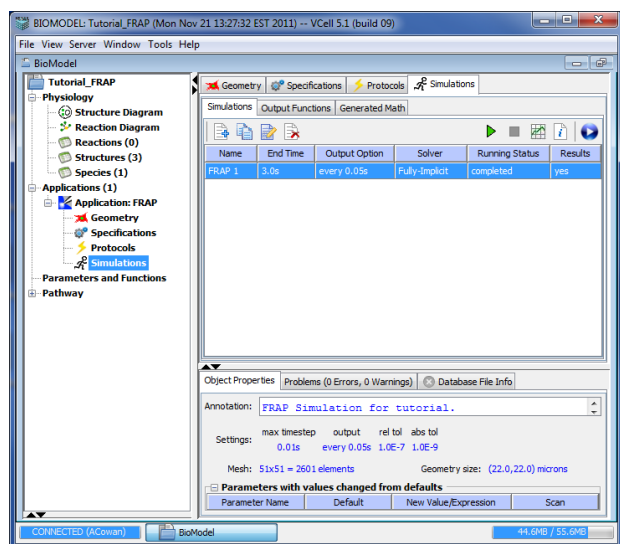 BIOMODEL: Tutorial_FRAP (Mon Nov 21 13:27:32 EST 2011) -- VCell 5.1 (build 09)
File View Server Window Tools Help
BioModel
Tutorial_FRAP
Physiology
Structure Diagram
Reaction Diagram
Reactions (0)
Structures (3)
Species (1)
Applications (1)
Application: FRAP
Geometry
Specifications
Protocols
Simulations
Parameters and Functions
Pathway
Geometry Specifications Protocols Simulations
Simulations Output Functions Generated Math
Name End Time Output Option Solver Running Status Results
FRAP 1 3.0s every 0.05s Fully-Implicit completed yes
Object Properties Problems (0 Errors, 0 Warnings) Database File Info
Annotation: FRAP Simulation for tutorial.
max timestep output rel tol abs tol
Settings: 0.01s every 0.05s 1.0E-7 1.0E-9
Mesh: 51x51 = 2601 elements Geometry size: (22.0,22.0) microns
Parameters with values changed from defaults
Parameter Name Default New Value/Expression Scan
CONNECTED (ACowan) BioModel 44.6MB / 55.6MB